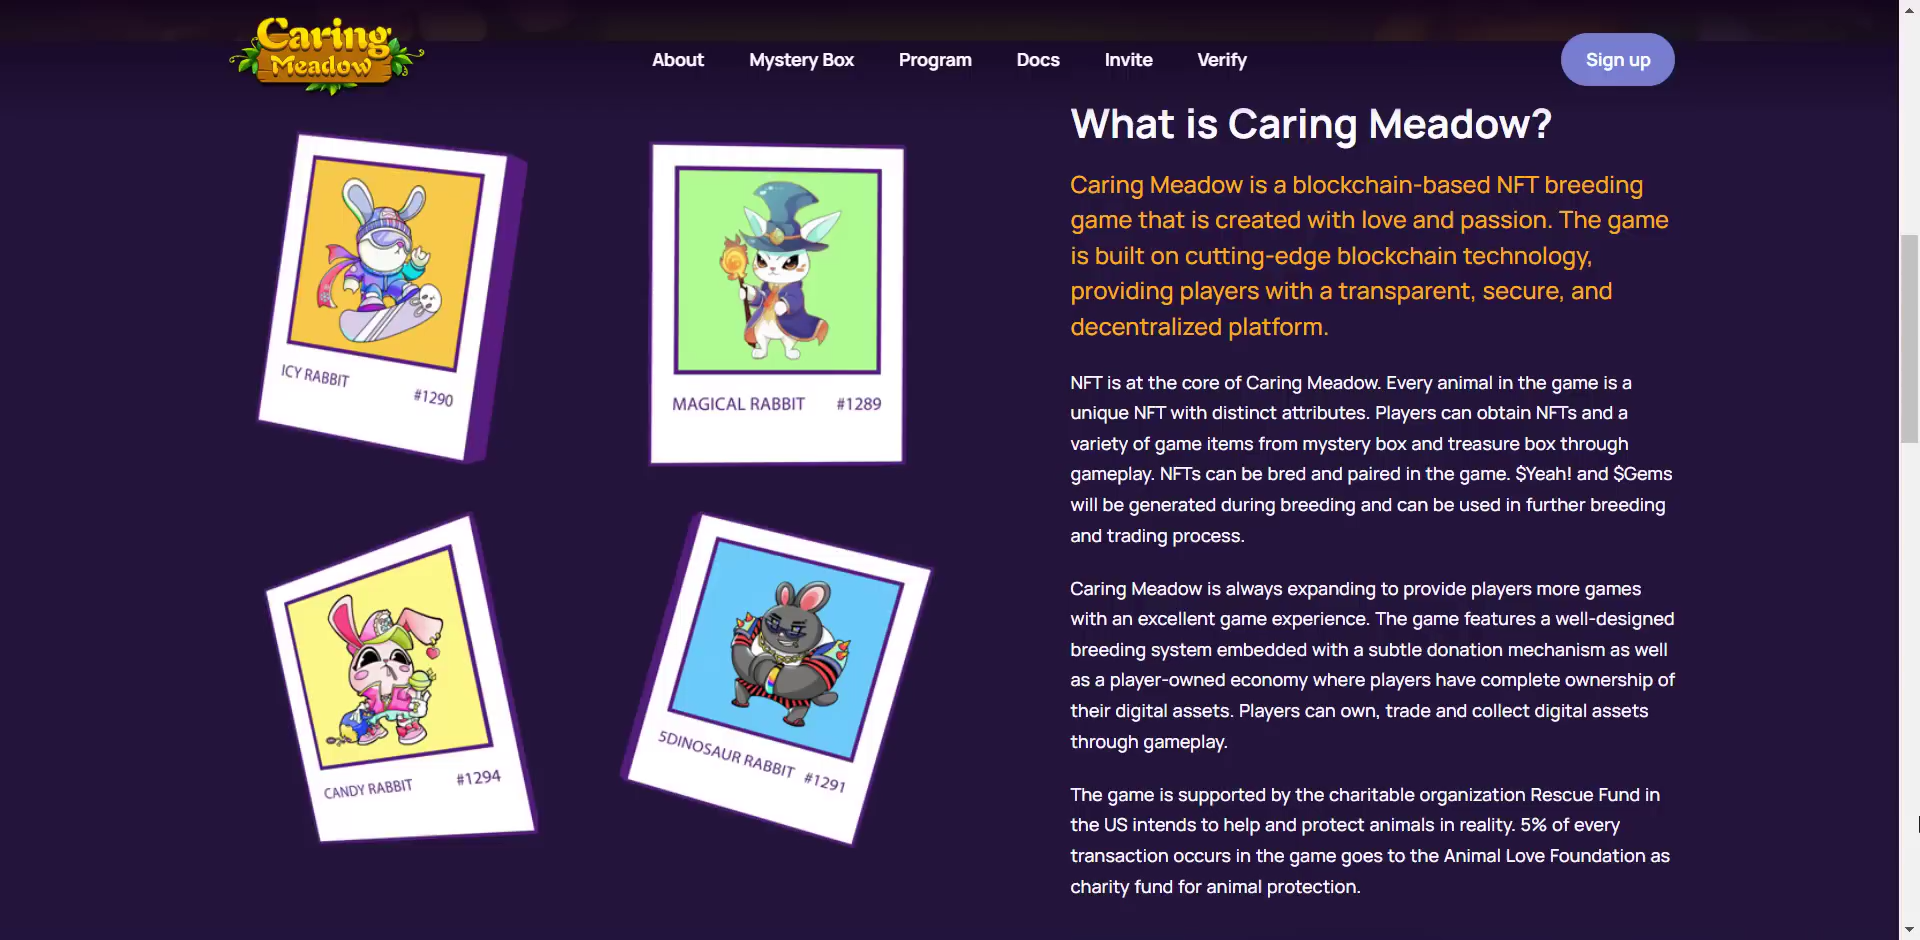 Caring
Meadow
About
Mystery Box
Program
Docs
Invite
Verify
Sign up
ICY RABBIT
#1290
MAGICAL RABBIT
#1289
CANDY RABBIT
#1294
5DINOSAUR RABBIT
#1291
What is Caring Meadow?
Caring Meadow is a blockchain-based NFT breeding
game that is created with love and passion. The game
is built on cutting-edge blockchain technology,
providing players with a transparent, secure, and
decentralized platform.
NFT is at the core of Caring Meadow. Every animal in the game is a
unique NFT with distinct attributes. Players can obtain NFTs and a
variety of game items from mystery box and treasure box through
gameplay. NFTs can be bred and paired in the game. $Yeah! and $Gems
will be generated during breeding and can be used in further breeding
and trading process.
Caring Meadow is always expanding to provide players more games
with an excellent game experience. The game features a well-designed
breeding system embedded with a subtle donation mechanism as well
as a player-owned economy where players have complete ownership of
their digital assets. Players can own, trade and collect digital assets
through gameplay.
The game is supported by the charitable organization Rescue Fund in
the US intends to help and protect animals in reality. 5% of every
transaction occurs in the game goes to the Animal Love Foundation as
charity fund for animal protection.